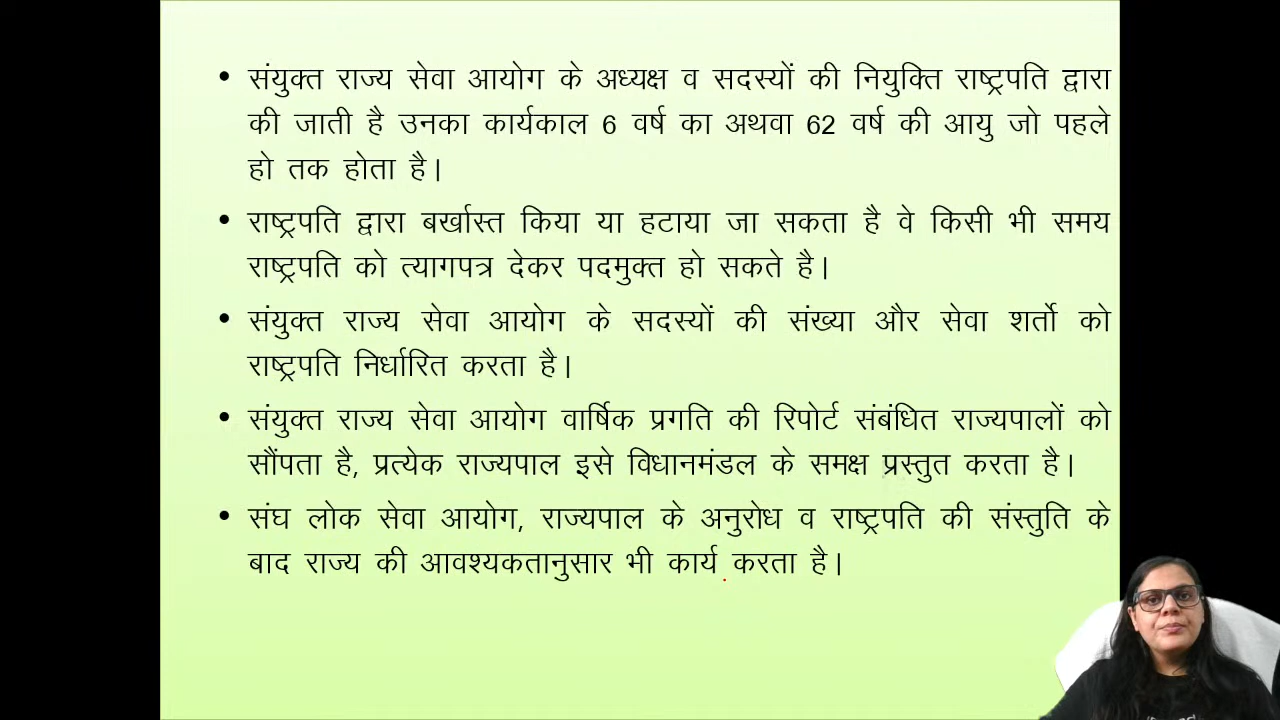 • संयुक्त राज्य सेवा आयोग के अध्यक्ष व सदस्यों की नियुक्ति राष्ट्रपति द्वारा
की जाती है उनका कार्यकाल 6 वर्ष का अथवा 62 वर्ष की आयु जो पहले
हो तक होता है।
• राष्ट्रपति द्वारा बर्खास्त किया या हटाया जा सकता है वे किसी भी समय
राष्ट्रपति को त्यागपत्र देकर पदमुक्त हो सकते है।
• संयुक्त राज्य सेवा आयोग के सदस्यों की संख्या और सेवा शर्तो को
राष्ट्रपति निर्धारित करता है।
• संयुक्त राज्य सेवा आयोग वार्षिक प्रगति की रिपोर्ट संबंधित राज्यपालों को
सौंपता है, प्रत्येक राज्यपाल इसे विधानमंडल के समक्ष प्रस्तुत करता है।
• संघ लोक सेवा आयोग, राज्यपाल के अनुरोध व राष्ट्रपति की संस्तुति के
बाद राज्य की आवश्यकतानुसार भी कार्य करता है।